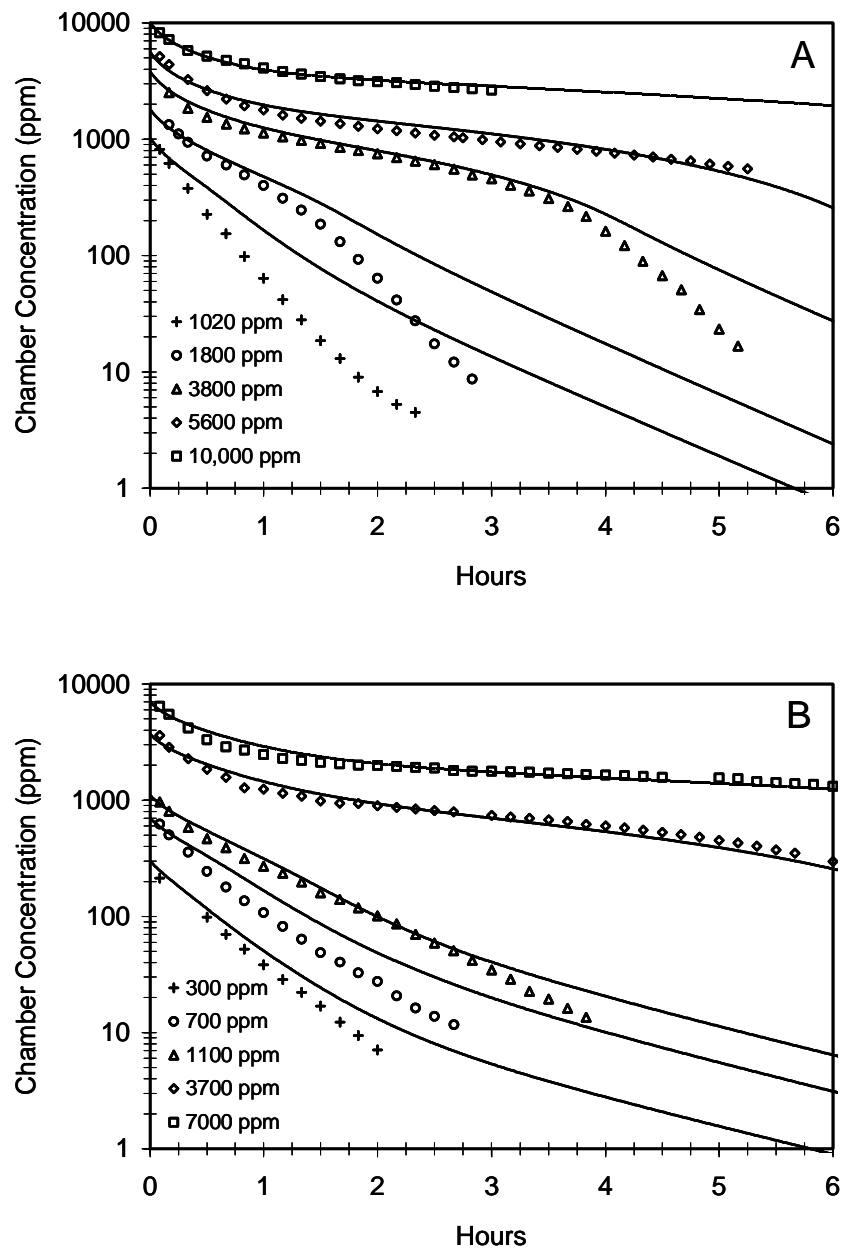 A
10000
1000
100
10
1
Chamber Concentration (ppm)
1020 ppm
1800 ppm
3800 ppm
5600 ppm
10,000 ppm
0 1 2 3 4 5 6
Hours
B
10000
1000
100
10
1
Chamber Concentration (ppm)
300 ppm
700 ppm
1100 ppm
3700 ppm
7000 ppm
0 1 2 3 4 5 6
Hours